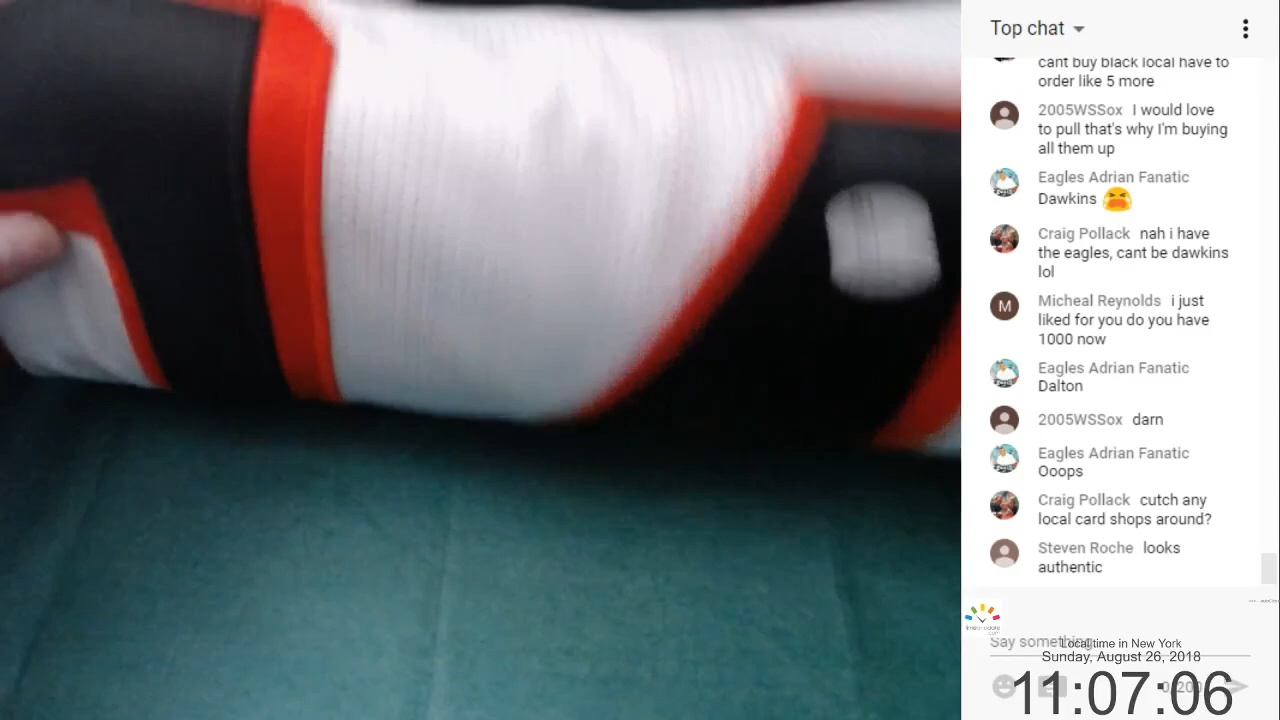 Top chat
cant buy black local have to
order like 5 more
2005WSSox I would love
to pull that's why I'm buying
all them up
Eagles Adrian Fanatic
Dawkins
Craig Pollack nah i have
the eagles, cant be dawkins
lol
M Micheal Reynolds i just
liked for you do you have
1000 now
Eagles Adrian Fanatic
Dalton
2005WSSox darn
Eagles Adrian Fanatic
Ooops
Craig Pollack cutch any
local card shops around?
Steven Roche looks
authentic
Say something...
Local time in New York
Sunday, August 26, 2018
11:07:06
0/200